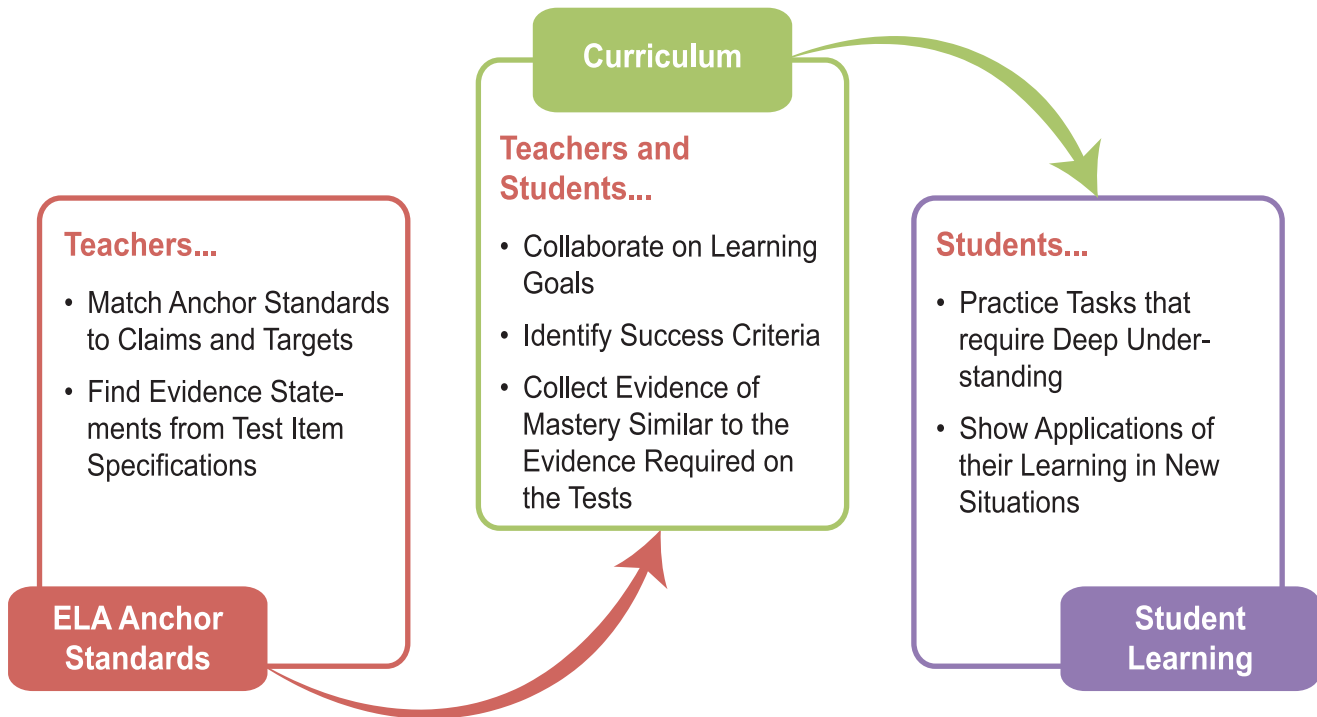 Teachers...
• Match Anchor Standards
to Claims and Targets
• Find Evidence State-
ments from Test Item
Specifications
ELA Anchor
Standards
Curriculum
Teachers and
Students...
• Collaborate on Learning
Goals
• Identify Success Criteria
• Collect Evidence of
Mastery Similar to the
Evidence Required on
the Tests
Students...
• Practice Tasks that
require Deep Under-
standing
• Show Applications of
their Learning in New
Situations
Student
Learning